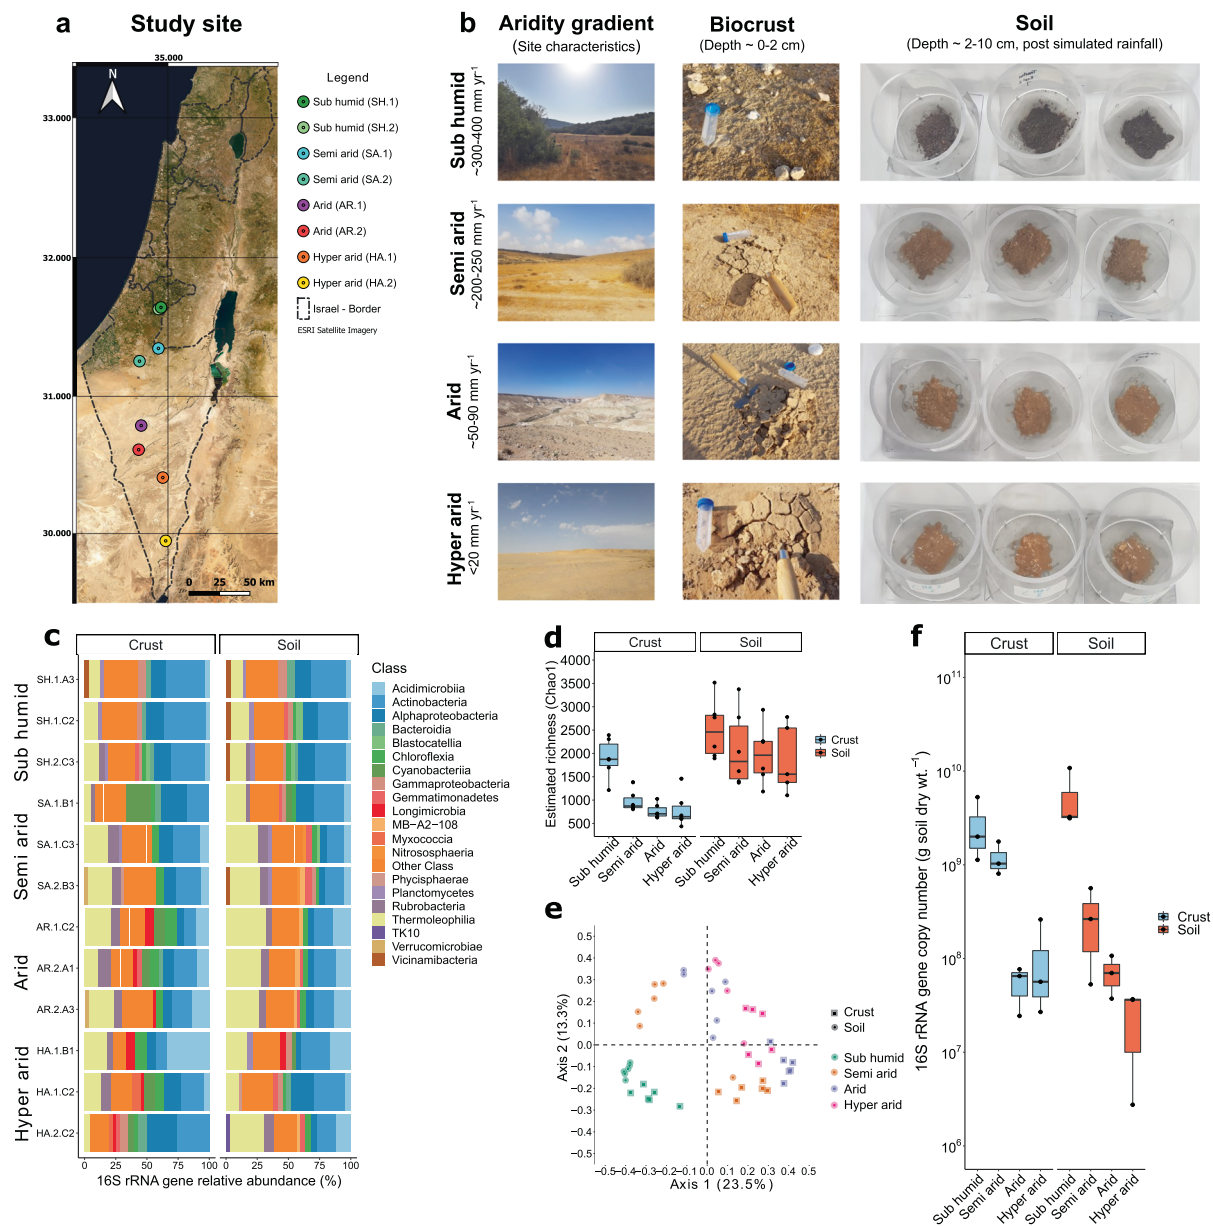 a Study site
35.000
N
33.000
32.000
31.000
30.000
0 25 50 km
Legend
Sub humid (SH.1)
Sub humid (SH.2)
Semi arid (SA.1)
Semi arid (SA.2)
Arid (AR.1)
Arid (AR.2)
Hyper arid (HA.1)
Hyper arid (HA.2)
Israel - Border
ESRI Satellite Imagery
b Aridity gradient
(Site characteristics)
Biocrust
(Depth ~ 0-2 cm)
Soil
(Depth ~ 2-10 cm, post simulated rainfall)
Sub humid
~300-400 mm yr⁻¹
Semi arid
~200-250 mm yr⁻¹
Arid
~50-90 mm yr⁻¹
Hyper arid
<20 mm yr⁻¹
c
Crust Soil
Sub humid
Semi arid
Arid
Hyper arid
SH.1.A3
SH.1.C2
SH.2.C3
SA.1.B1
SA.1.C3
SA.2.B3
AR.1.C2
AR.2.A1
AR.2.A3
HA.1.B1
HA.1.C2
HA.2.C2
0 25 50 75 100 0 25 50 75 100
16S rRNA gene relative abundance (%)
Class
Acidimicrobiia
Actinobacteria
Alphaproteobacteria
Bacteroidia
Blastocatellia
Chloroflexia
Cyanobacteriia
Gammaproteobacteria
Gemmatimonadetes
Longimicrobia
MB−A2−108
Myxococcia
Nitrososphaeria
Other Class
Phycisphaerae
Planctomycetes
Rubrobacteria
Thermoleophilia
TK10
Verrucomicrobiae
Vicinamibacteria
d
Crust Soil
Estimated richness (Chao1)
4000
3500
3000
2500
2000
1500
1000
500
Sub humid
Semi arid
Arid
Hyper arid
Sub humid
Semi arid
Arid
Hyper arid
Crust
Soil
e
Axis 2 (13.3%)
0.5
0.4
0.3
0.2
0.1
0.0
−0.1
−0.2
−0.3
−0.4
−0.5
−0.5 −0.4 −0.3 −0.2 −0.1 0.0 0.1 0.2 0.3 0.4 0.5
Axis 1 (23.5%)
Crust
Soil
Sub humid
Semi arid
Arid
Hyper arid
f
Crust Soil
16S rRNA gene copy number (g soil dry wt.⁻¹)
10¹¹
10¹⁰
10⁹
10⁸
10⁷
10⁶
Sub humid
Semi arid
Arid
Hyper arid
Sub humid
Semi arid
Arid
Hyper arid
Crust
Soil